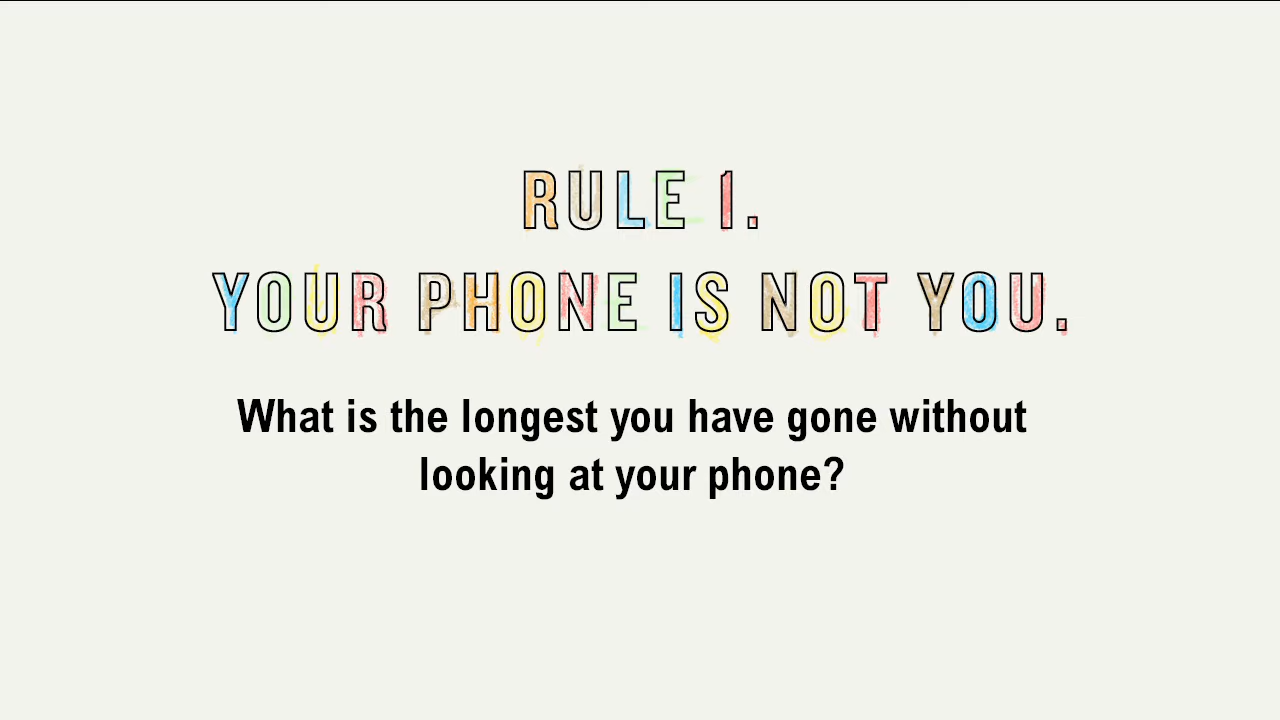 RULE 1.
YOUR PHONE IS NOT YOU.
What is the longest you have gone without
looking at your phone?